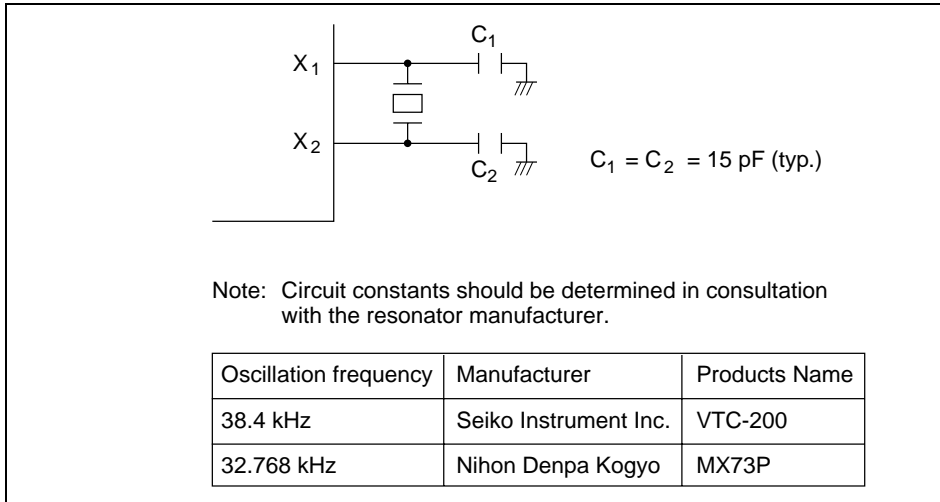 C1
X1
X2
C2
C1 = C2 = 15 pF (typ.)
Note: Circuit constants should be determined in consultation
with the resonator manufacturer.
Oscillation frequency Manufacturer Products Name
38.4 kHz Seiko Instrument Inc. VTC-200
32.768 kHz Nihon Denpa Kogyo MX73P